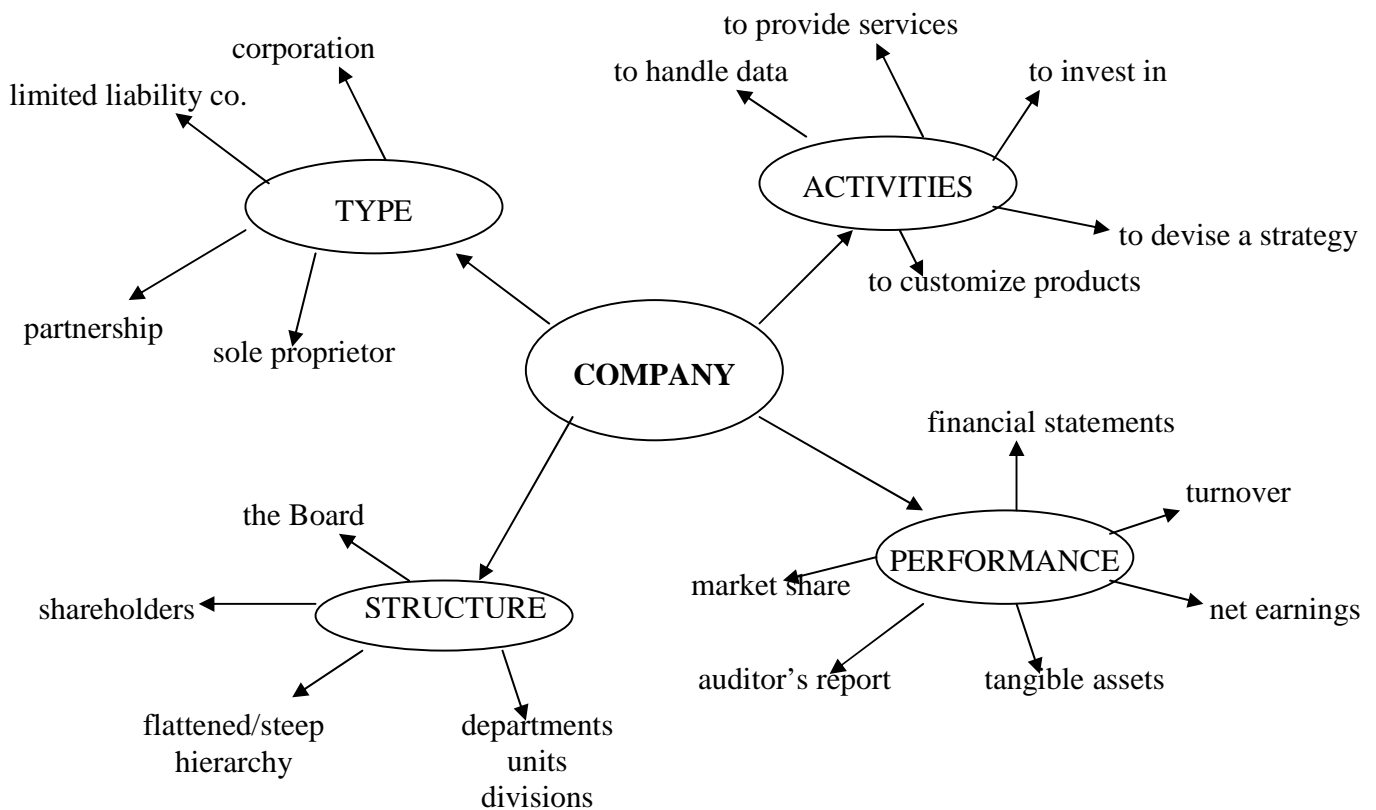 to provide services
corporation
to handle data
to invest in
limited liability co.
ACTIVITIES
TYPE
to devise a strategy
to customize products
partnership
sole proprietor
COMPANY
financial statements
turnover
the Board
PERFORMANCE
market share
shareholders
STRUCTURE
net earnings
auditor’s report
tangible assets
flattened/steep
hierarchy
departments
units
divisions